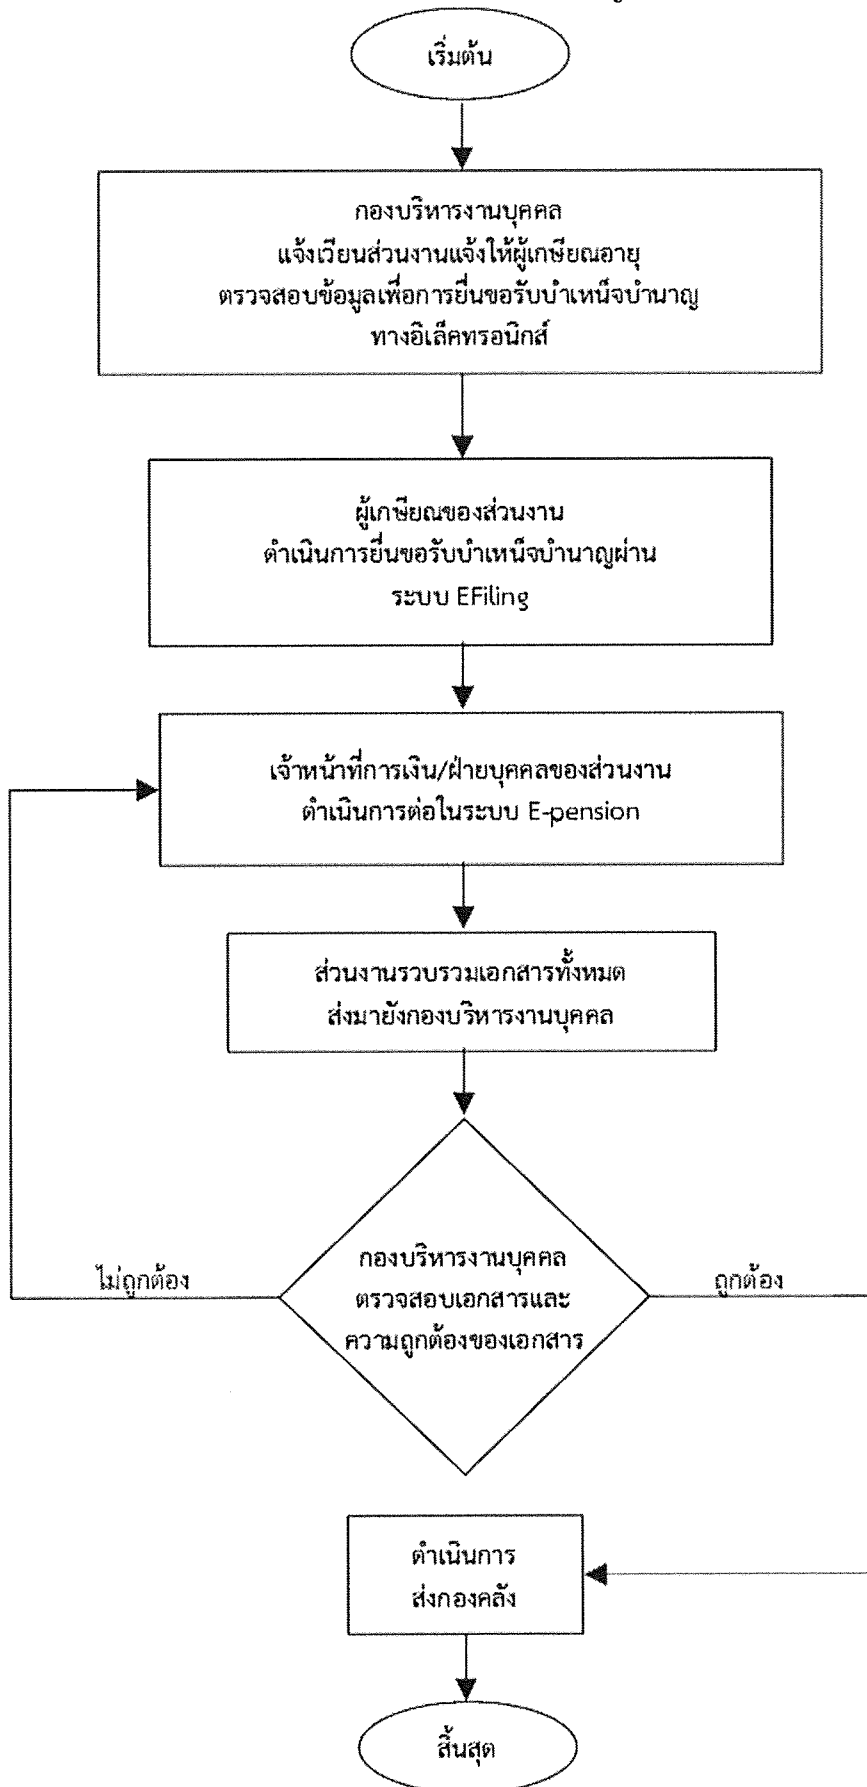 เริ่มต้น
กองบริหารงานบุคคล
แจ้งเวียนส่วนงานแจ้งให้ผู้เกษียณอายุ
ตรวจสอบข้อมูลเพื่อการยื่นขอรับบำเหน็จบำนาญ
ทางอิเล็คทรอนิกส์
ผู้เกษียณของส่วนงาน
ดำเนินการยื่นขอรับบำเหน็จบำนาญผ่าน
ระบบ EFiling
เจ้าหน้าที่การเงิน/ฝ่ายบุคคลของส่วนงาน
ดำเนินการต่อในระบบ E-pension
ส่วนงานรวบรวมเอกสารทั้งหมด
ส่งมายังกองบริหารงานบุคคล
ไม่ถูกต้อง
กองบริหารงานบุคคล
ตรวจสอบเอกสารและ
ความถูกต้องของเอกสาร
ถูกต้อง
ดำเนินการ
ส่งกองคลัง
สิ้นสุด